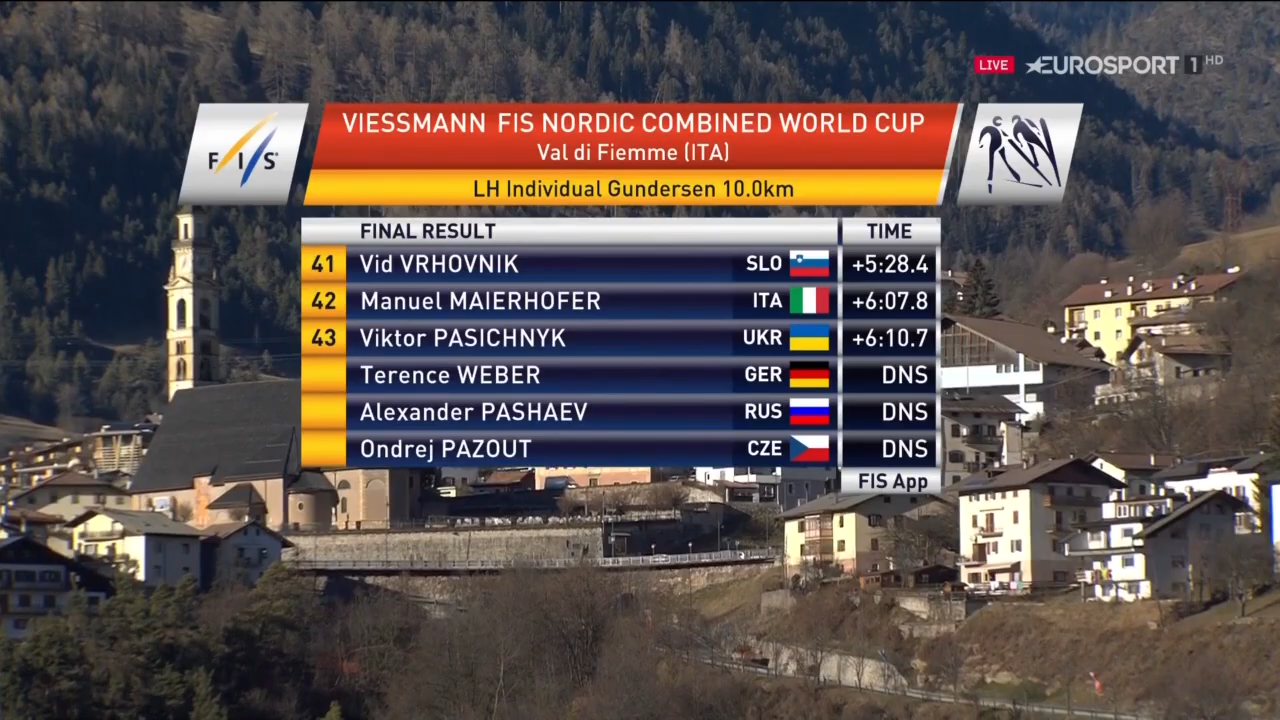 LIVE EUROSPORT 1 HD
FIS
VIESSMANN FIS NORDIC COMBINED WORLD CUP
Val di Fiemme (ITA)
LH Individual Gundersen 10.0km
FINAL RESULT TIME
41 Vid VRHOVNIK SLO +5:28.4
42 Manuel MAIERHOFER ITA +6:07.8
43 Viktor PASICHNYK UKR +6:10.7
Terence WEBER GER DNS
Alexander PASHAEV RUS DNS
Ondrej PAZOUT CZE DNS
FIS App